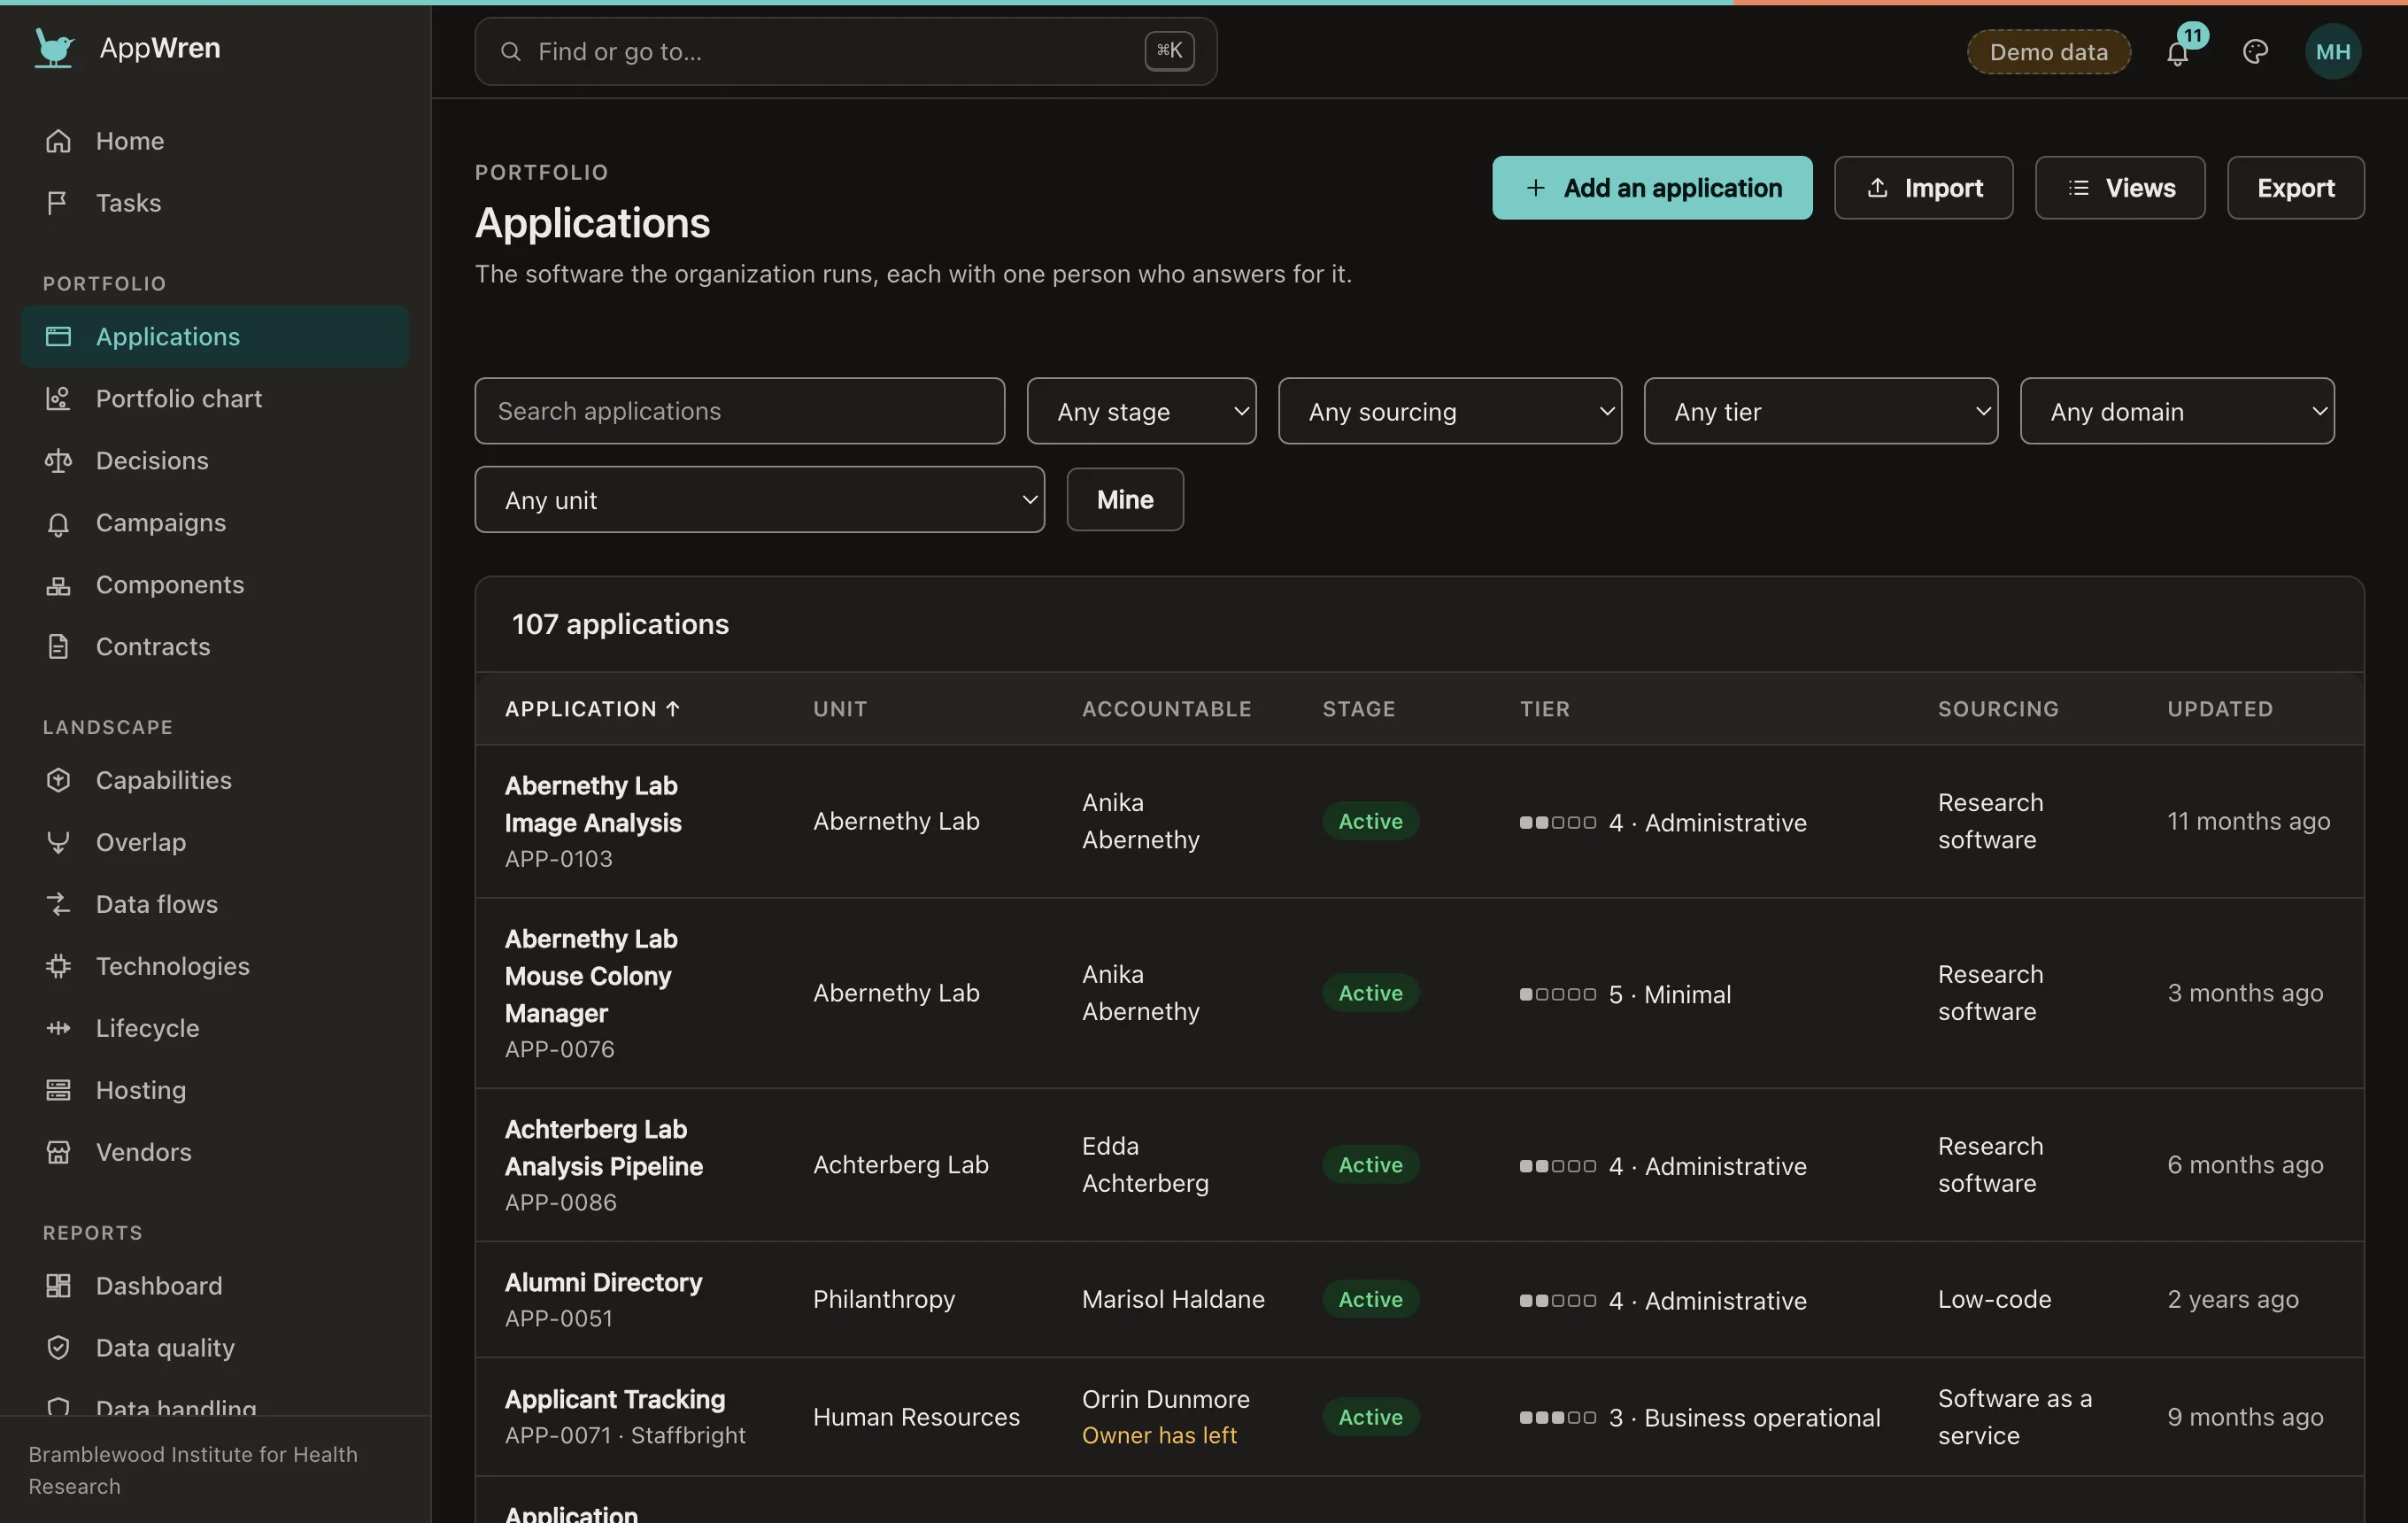 AppWren
Find or go to...
⌘K
Demo data
11
MH
Home
Tasks
PORTFOLIO
Applications
Portfolio chart
Decisions
Campaigns
Components
Contracts
LANDSCAPE
Capabilities
Overlap
Data flows
Technologies
Lifecycle
Hosting
Vendors
REPORTS
Dashboard
Data quality
Data handling
Bramblewood Institute for Health
Research
PORTFOLIO
Applications
The software the organization runs, each with one person who answers for it.
+ Add an application
Import
Views
Export
Search applications
Any stage
Any sourcing
Any tier
Any domain
Any unit
Mine
107 applications
APPLICATION ↑ UNIT ACCOUNTABLE STAGE TIER SOURCING UPDATED
Abernethy Lab
Image Analysis
APP-0103
Abernethy Lab
Anika
Abernethy
Active
4 · Administrative
Research
software
11 months ago
Abernethy Lab
Mouse Colony
Manager
APP-0076
Abernethy Lab
Anika
Abernethy
Active
5 · Minimal
Research
software
3 months ago
Achterberg Lab
Analysis Pipeline
APP-0086
Achterberg Lab
Edda
Achterberg
Active
4 · Administrative
Research
software
6 months ago
Alumni Directory
APP-0051
Philanthropy
Marisol Haldane
Active
4 · Administrative
Low-code
2 years ago
Applicant Tracking
APP-0071 · Staffbright
Human Resources
Orrin Dunmore
Owner has left
Active
3 · Business operational
Software as a
service
9 months ago
Application